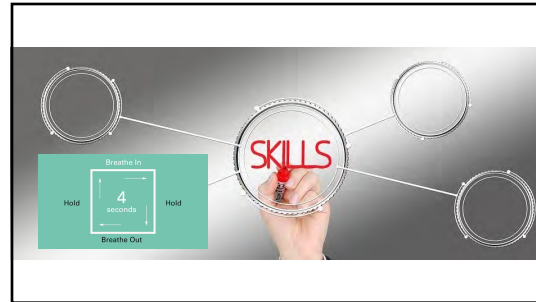 SKILLS
Breathe In
Hold
4
seconds
Hold
Breathe Out